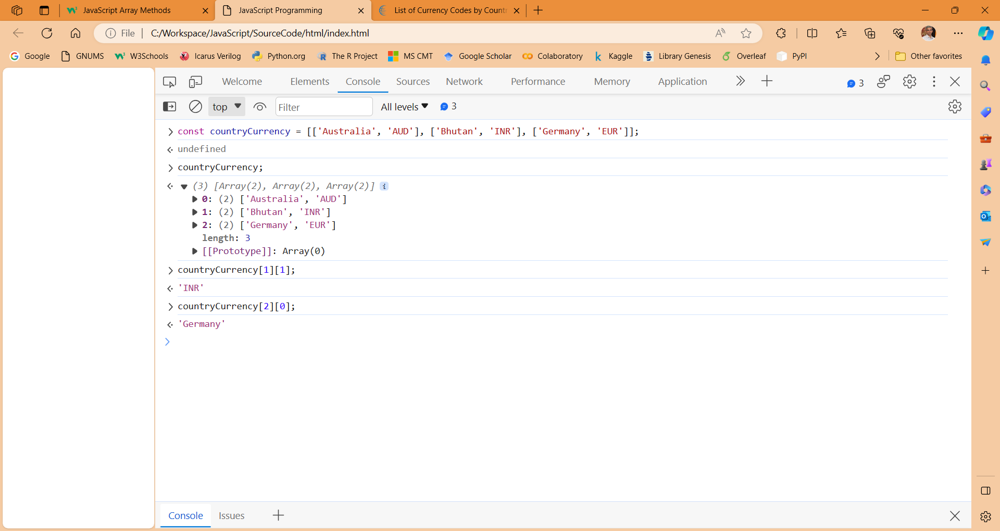 JavaScript Array Methods
JavaScript Programming
List of Currency Codes by Countr
File
C:/Workspace/JavaScript/SourceCode/html/index.html
Google GNUMS W3Schools Icarus Verilog Python.org The R Project MS CMT Google Scholar Colaboratory Kaggle Library Genesis Overleaf PyPI Other favorites
Welcome Elements Console Sources Network Performance Memory Application 3
top Filter All levels 3
const countryCurrency = [['Australia', 'AUD'], ['Bhutan', 'INR'], ['Germany', 'EUR']];
undefined
countryCurrency;
(3) [Array(2), Array(2), Array(2)] i
0: (2) ['Australia', 'AUD']
1: (2) ['Bhutan', 'INR']
2: (2) ['Germany', 'EUR']
length: 3
[[Prototype]]: Array(0)
countryCurrency[1][1];
'INR'
countryCurrency[2][0];
'Germany'
Console Issues